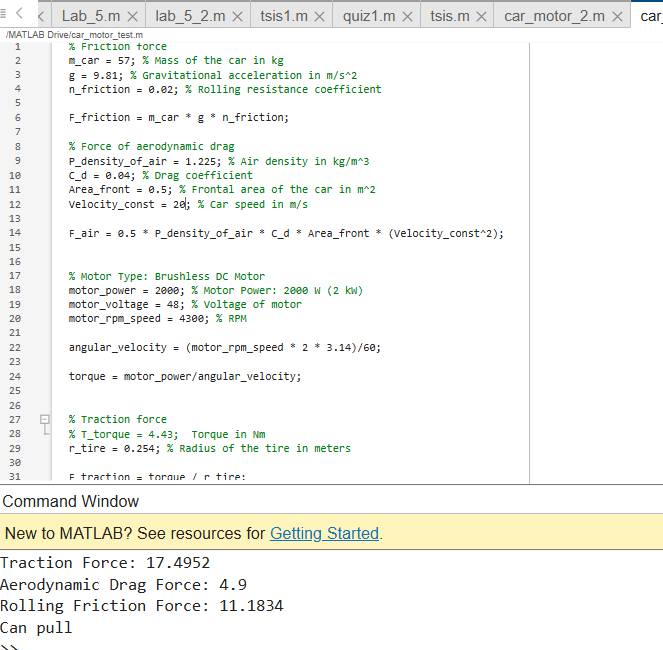 Lab_5.m × lab_5_2.m × tsis1.m × quiz1.m × tsis.m × car_motor_2.m × car_
/MATLAB Drive/car_motor_test.m
1 % Friction force
2 m_car = 57; % Mass of the car in kg
3 g = 9.81; % Gravitational acceleration in m/s^2
4 n_friction = 0.02; % Rolling resistance coefficient
5
6 F_friction = m_car * g * n_friction;
7
8 % Force of aerodynamic drag
9 P_density_of_air = 1.225; % Air density in kg/m^3
10 C_d = 0.04; % Drag coefficient
11 Area_front = 0.5; % Frontal area of the car in m^2
12 Velocity_const = 20; % Car speed in m/s
13
14 F_air = 0.5 * P_density_of_air * C_d * Area_front * (Velocity_const^2);
15
16
17 % Motor Type: Brushless DC Motor
18 motor_power = 2000; % Motor Power: 2000 W (2 kW)
19 motor_voltage = 48; % Voltage of motor
20 motor_rpm_speed = 4300; % RPM
21
22 angular_velocity = (motor_rpm_speed * 2 * 3.14)/60;
23
24 torque = motor_power/angular_velocity;
25
26
27 % Traction force
28 % T_torque = 4.43;  Torque in Nm
29 r_tire = 0.254; % Radius of the tire in meters
30
31 F_traction = torque / r_tire;
Command Window
New to MATLAB? See resources for Getting Started.
Traction Force: 17.4952
Aerodynamic Drag Force: 4.9
Rolling Friction Force: 11.1834
Can pull
>>